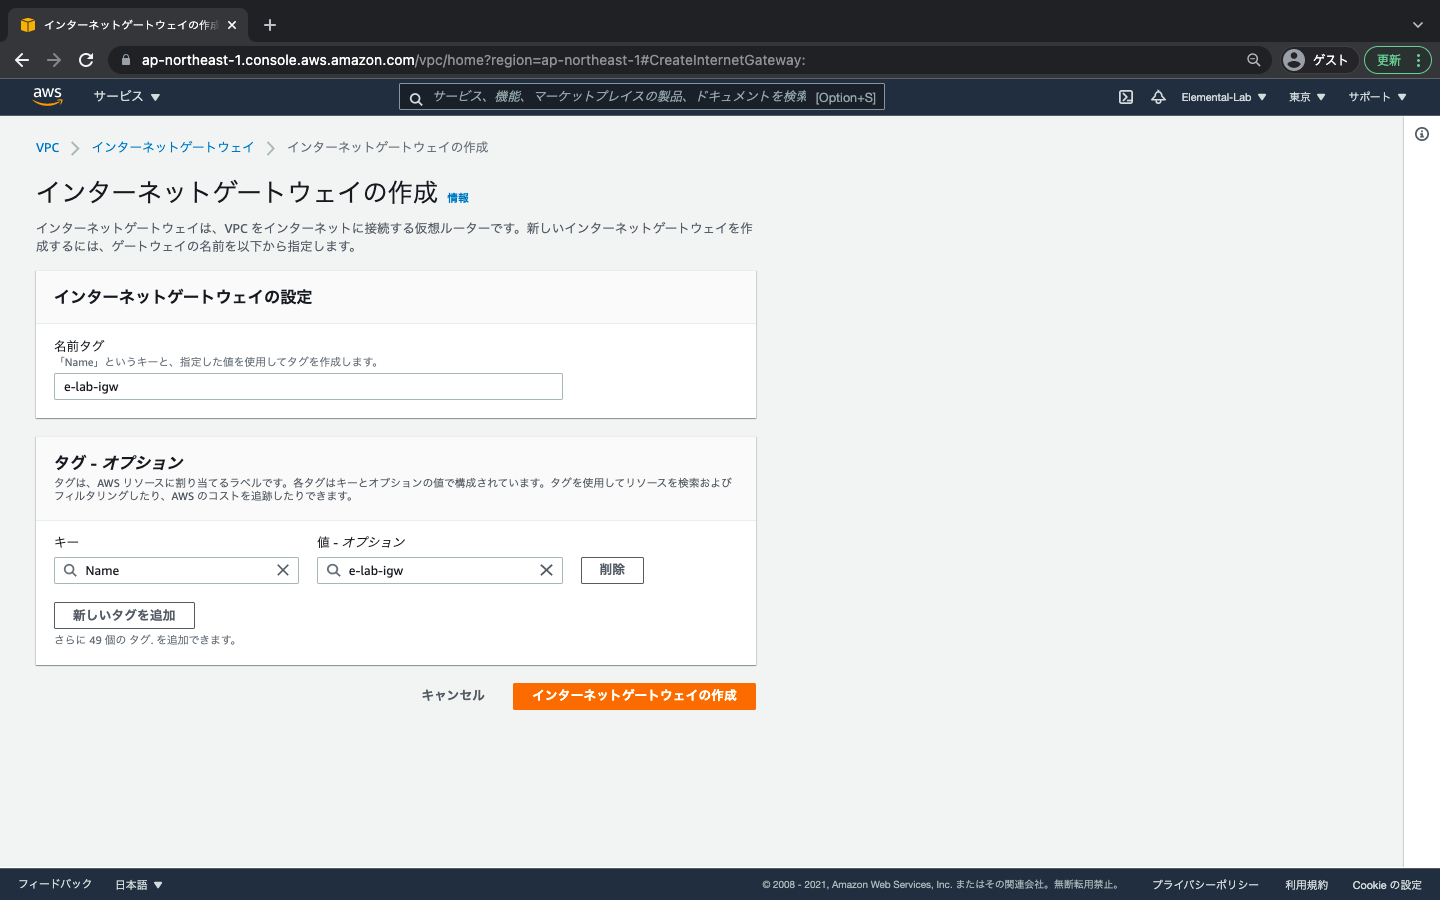 インターネットゲートウェイの作成
ap-northeast-1.console.aws.amazon.com/vpc/home?region=ap-northeast-1#CreateInternetGateway:
ゲスト
更新
aws
サービス ▼
サービス、機能、マーケットプレイスの製品、ドキュメントを検索 [Option+S]
Elemental-Lab ▼
東京 ▼
サポート ▼
VPC > インターネットゲートウェイ > インターネットゲートウェイの作成
インターネットゲートウェイの作成 情報
インターネットゲートウェイは、VPC をインターネットに接続する仮想ルーターです。新しいインターネットゲートウェイを作
成するには、ゲートウェイの名前を以下から指定します。
インターネットゲートウェイの設定
名前タグ
「Name」というキーと、指定した値を使用してタグを作成します。
e-lab-igw
タグ - オプション
タグは、AWS リソースに割り当てるラベルです。各タグはキーとオプションの値で構成されています。タグを使用してリソースを検索および
フィルタリングしたり、AWS のコストを追跡したりできます。
キー
値 - オプション
Name
e-lab-igw
削除
新しいタグを追加
さらに 49 個の タグ. を追加できます。
キャンセル
インターネットゲートウェイの作成
フィードバック
日本語 ▼
© 2008 - 2021, Amazon Web Services, Inc. またはその関連会社。無断転用禁止。
プライバシーポリシー
利用規約
Cookie の設定